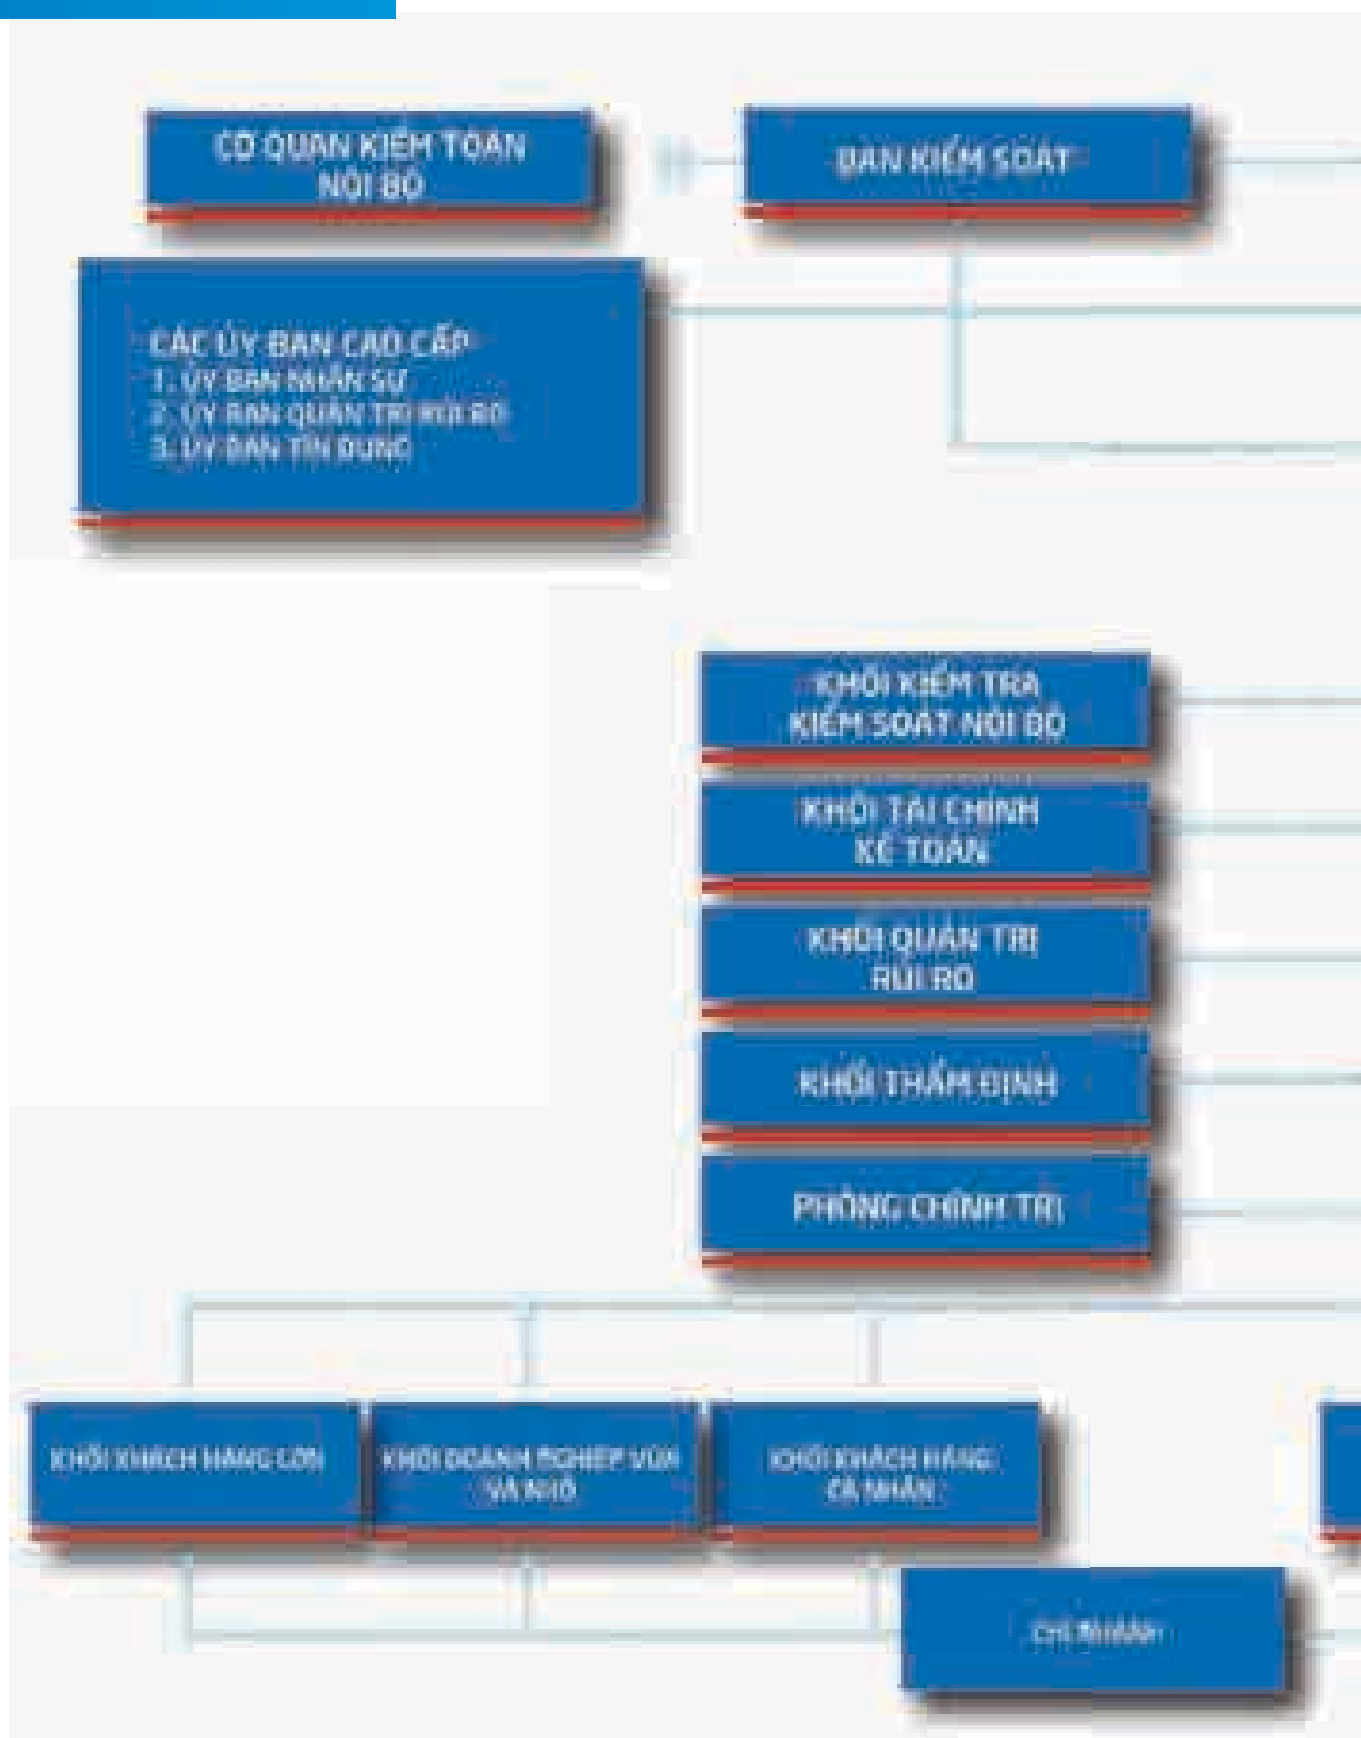 CƠ QUAN KIỂM TOÁN
NỘI BỘ
BAN KIỂM SOÁT
CÁC ỦY BAN CAO CẤP
1. ỦY BAN NHÂN SỰ
2. ỦY BAN QUẢN TRỊ RỦI RO
3. ỦY BAN TÍN DỤNG
KHỐI KIỂM TRA
KIỂM SOÁT NỘI BỘ
KHỐI TÀI CHÍNH
KẾ TOÁN
KHỐI QUẢN TRỊ
RỦI RO
KHỐI THẨM ĐỊNH
PHÒNG CHÍNH TRỊ
KHỐI KHÁCH HÀNG LỚN
KHỐI DOANH NGHIỆP VỪA
VÀ NHỎ
KHỐI KHÁCH HÀNG
CÁ NHÂN
CHI NHÁNH